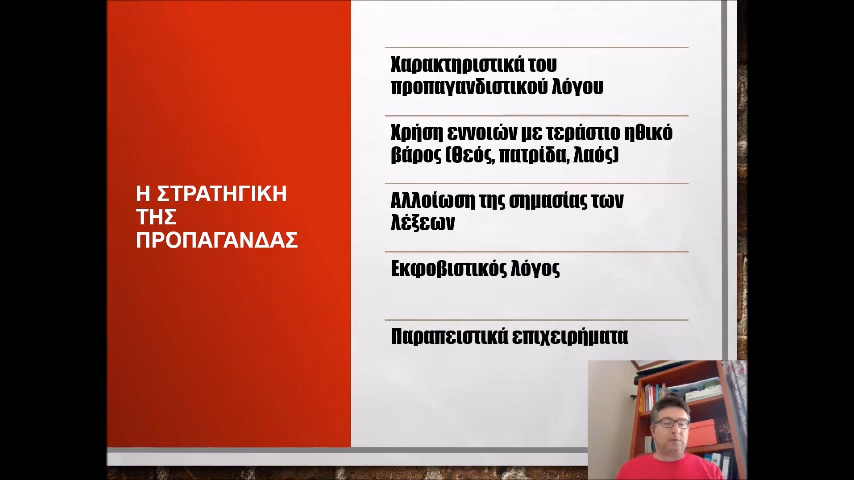 Η ΣΤΡΑΤΗΓΙΚΗ
ΤΗΣ
ΠΡΟΠΑΓΑΝΔΑΣ
Χαρακτηριστικά του
προπαγανδιστικού λόγου
Χρήση εννοιών με τεράστιο ηθικό
βάρος (θεός, πατρίδα, λαός)
Αλλοίωση της σημασίας των
λέξεων
Εκφοβιστικός λόγος
Παραπειστικά επιχειρήματα